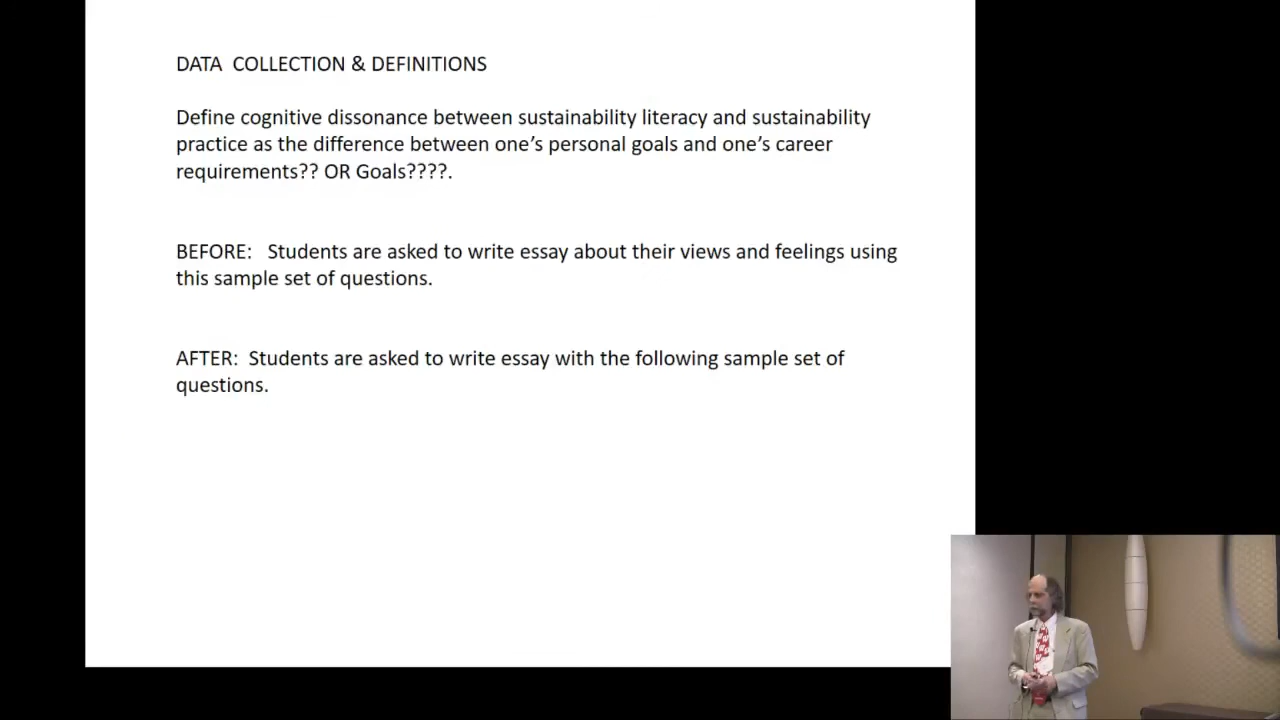 DATA  COLLECTION & DEFINITIONS
Define cognitive dissonance between sustainability literacy and sustainability
practice as the difference between one’s personal goals and one’s career
requirements?? OR Goals????.
BEFORE:   Students are asked to write essay about their views and feelings using
this sample set of questions.
AFTER:  Students are asked to write essay with the following sample set of
questions.